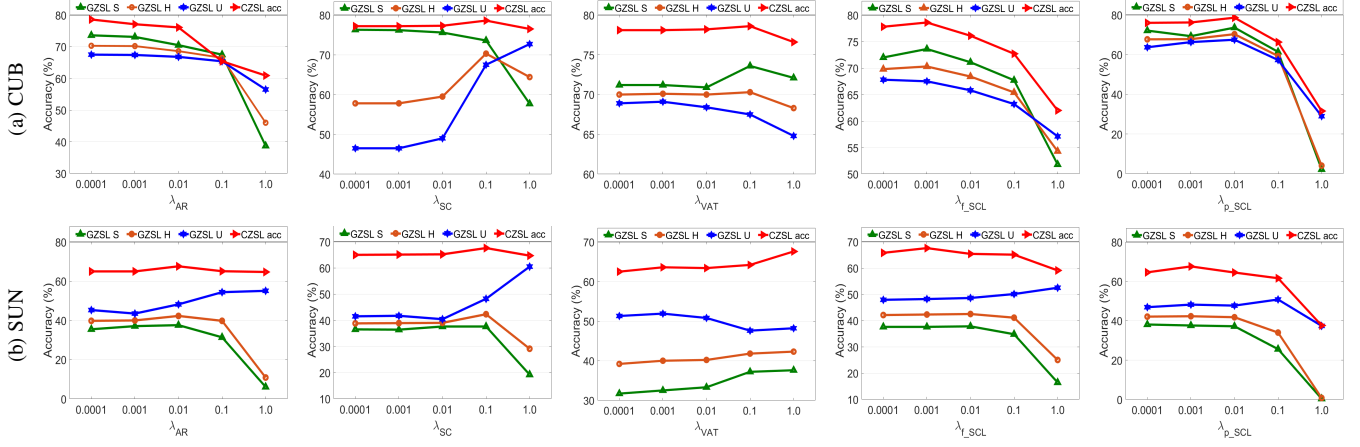 (a) CUB
GZSL S GZSL H GZSL U CZSL acc
Accuracy (%)
80
70
60
50
40
30
0.0001 0.001 0.01 0.1 1.0
λAR
GZSL S GZSL H GZSL U CZSL acc
Accuracy (%)
80
70
60
50
40
0.0001 0.001 0.01 0.1 1.0
λSC
GZSL S GZSL H GZSL U CZSL acc
Accuracy (%)
80
75
70
65
60
0.0001 0.001 0.01 0.1 1.0
λVAT
GZSL S GZSL H GZSL U CZSL acc
Accuracy (%)
80
75
70
65
60
55
50
0.0001 0.001 0.01 0.1 1.0
λf_SCL
GZSL S GZSL H GZSL U CZSL acc
Accuracy (%)
80
60
40
20
0
0.0001 0.001 0.01 0.1 1.0
λp_SCL
(b) SUN
GZSL S GZSL H GZSL U CZSL acc
Accuracy (%)
80
60
40
20
0
0.0001 0.001 0.01 0.1 1.0
λAR
GZSL S GZSL H GZSL U CZSL acc
Accuracy (%)
70
60
50
40
30
20
10
0.0001 0.001 0.01 0.1 1.0
λSC
GZSL S GZSL H GZSL U CZSL acc
Accuracy (%)
70
60
50
40
30
0.0001 0.001 0.01 0.1 1.0
λVAT
GZSL S GZSL H GZSL U CZSL acc
Accuracy (%)
70
60
50
40
30
20
10
0.0001 0.001 0.01 0.1 1.0
λf_SCL
GZSL S GZSL H GZSL U CZSL acc
Accuracy (%)
80
60
40
20
0
0.0001 0.001 0.01 0.1 1.0
λp_SCL